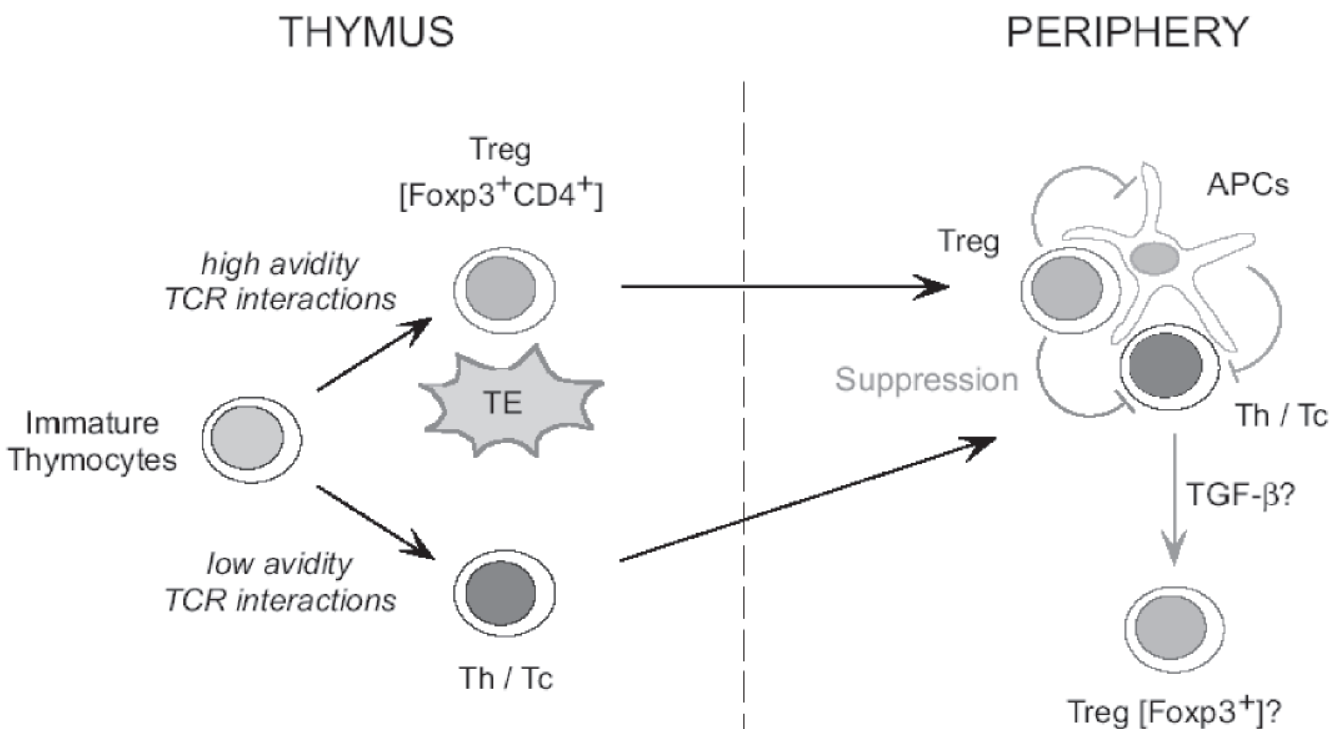 THYMUS
PERIPHERY
Treg
[Foxp3⁺CD4⁺]
high avidity
TCR interactions
TE
Immature
Thymocytes
low avidity
TCR interactions
Th / Tc
APCs
Treg
Suppression
Th / Tc
TGF-β?
Treg [Foxp3⁺]?